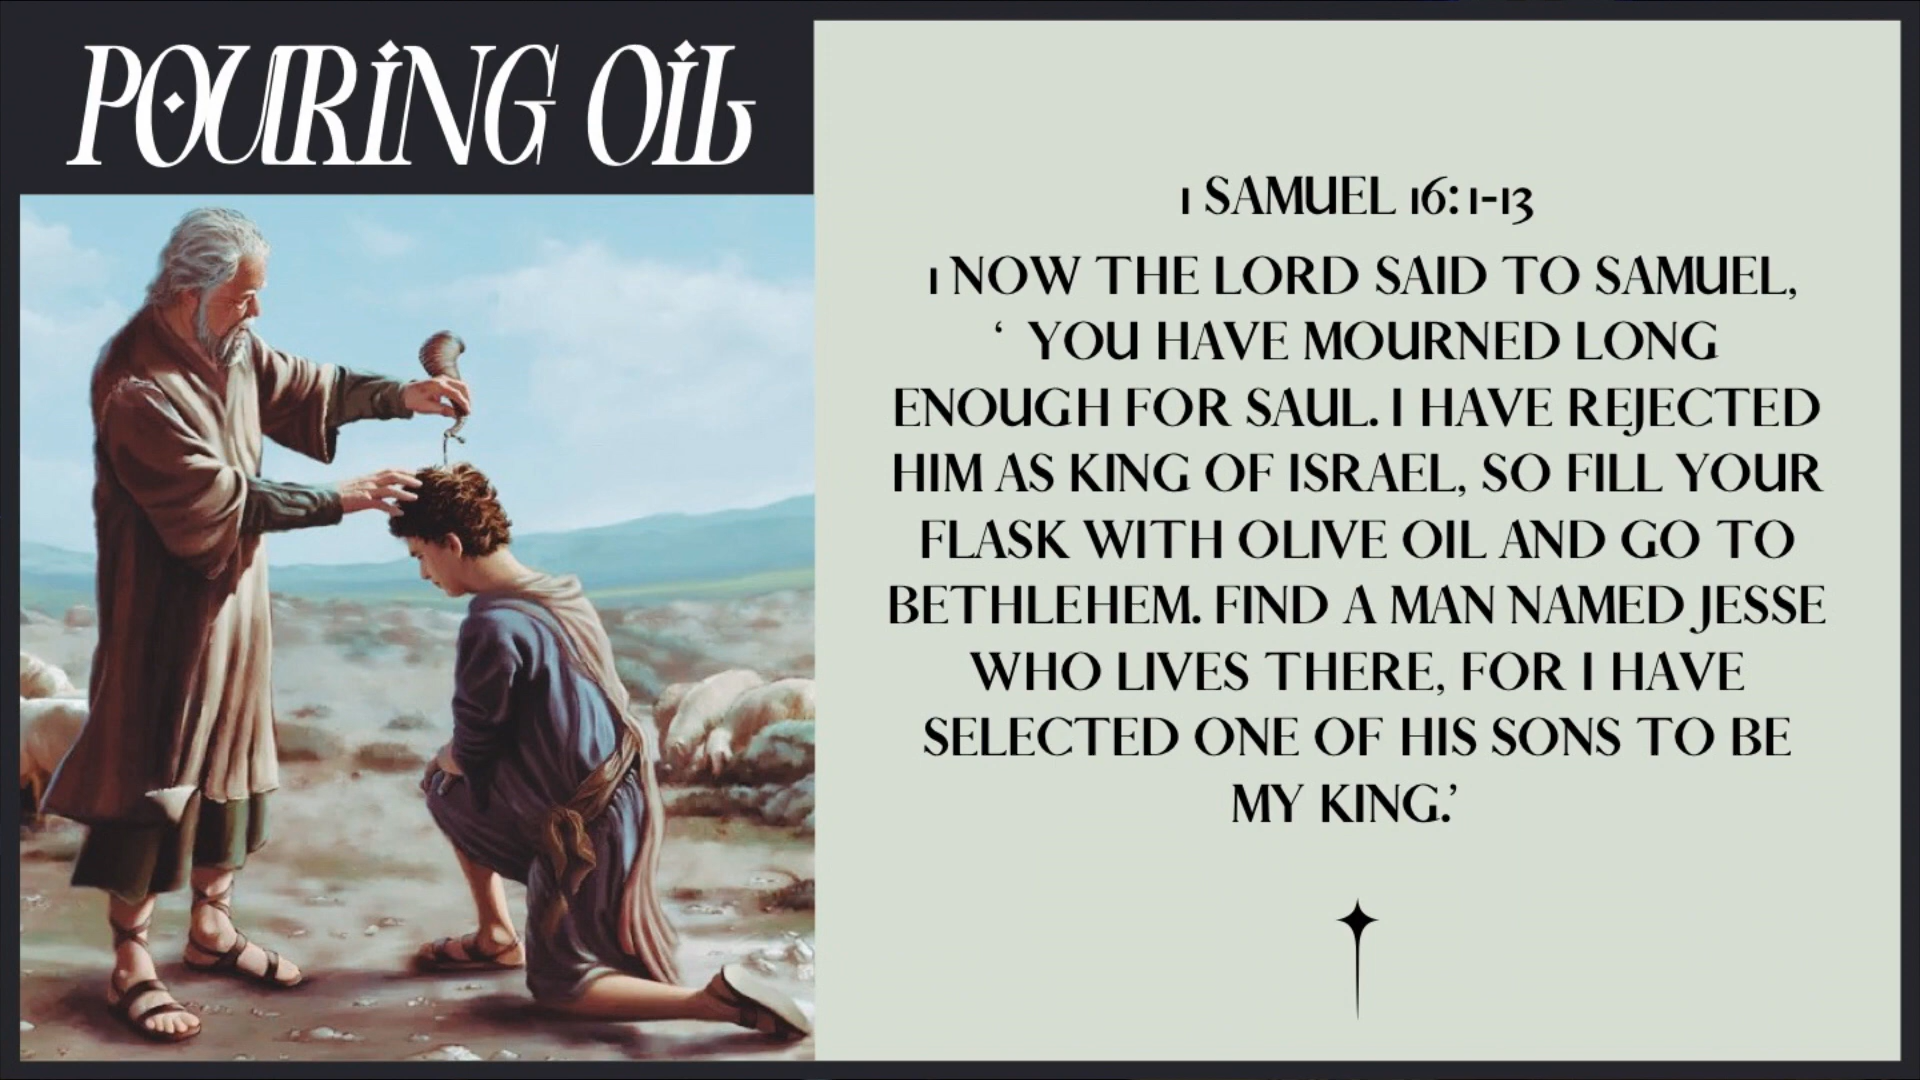 POURING OIL
1 SAMUEL 16:1-13
1 NOW THE LORD SAID TO SAMUEL,
‘ YOU HAVE MOURNED LONG
ENOUGH FOR SAUL. I HAVE REJECTED
HIM AS KING OF ISRAEL, SO FILL YOUR
FLASK WITH OLIVE OIL AND GO TO
BETHLEHEM. FIND A MAN NAMED JESSE
WHO LIVES THERE, FOR I HAVE
SELECTED ONE OF HIS SONS TO BE
MY KING.’